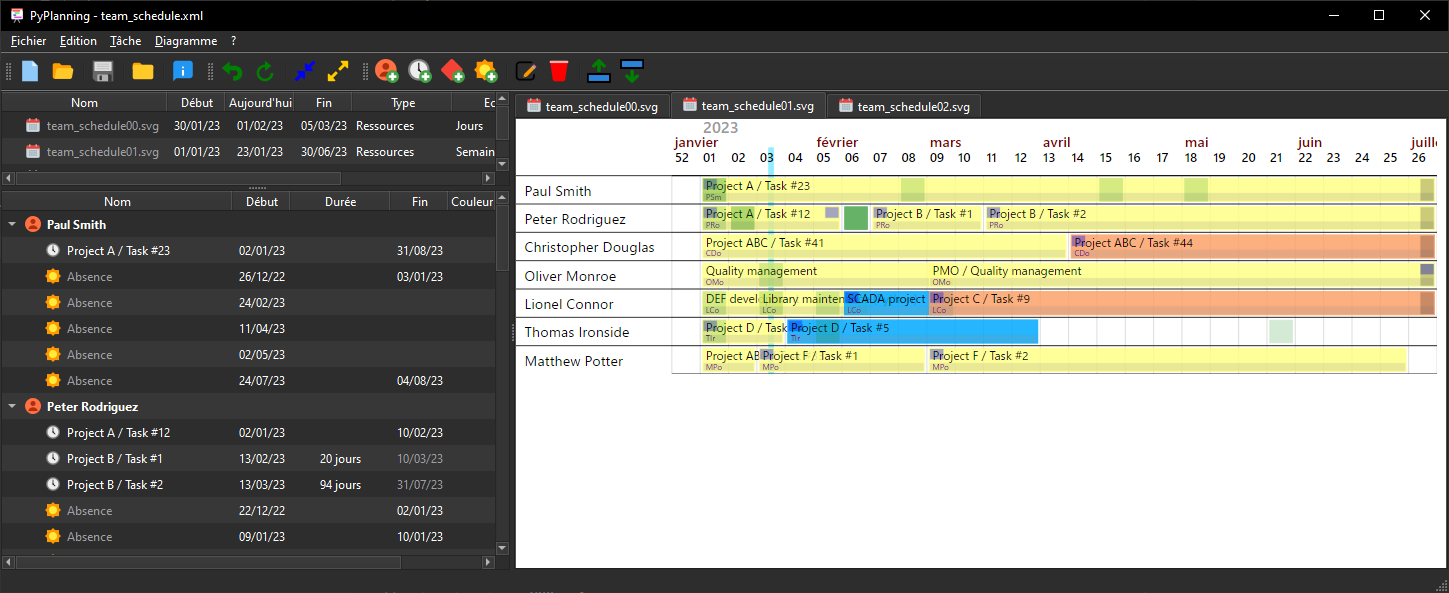 PyPlanning - team_schedule.xml
Fichier Edition Tâche Diagramme ?
Nom Début Aujourd'hui Fin Type Ec
team_schedule00.svg 30/01/23 01/02/23 05/03/23 Ressources Jours
team_schedule01.svg 01/01/23 23/01/23 30/06/23 Ressources Semain
Nom Début Durée Fin Couleur
Paul Smith
Project A / Task #23 02/01/23 31/08/23
Absence 26/12/22 03/01/23
Absence 24/02/23
Absence 11/04/23
Absence 02/05/23
Absence 24/07/23 04/08/23
Peter Rodriguez
Project A / Task #12 02/01/23 10/02/23
Project B / Task #1 13/02/23 20 jours 10/03/23
Project B / Task #2 13/03/23 94 jours 31/07/23
Absence 22/12/22 02/01/23
Absence 09/01/23 10/01/23
team_schedule00.svg team_schedule01.svg team_schedule02.svg
2023
janvier février mars avril mai juin juille
52 01 02 03 04 05 06 07 08 09 10 11 12 13 14 15 16 17 18 19 20 21 22 23 24 25 26
Paul Smith Project A / Task #23
PSm
Peter Rodriguez Project A / Task #12 Project B / Task #1 Project B / Task #2
PRo PRo PRo
Christopher Douglas Project ABC / Task #41 Project ABC / Task #44
CDo CDo
Oliver Monroe Quality management PMO / Quality management
OMo OMo
Lionel Connor DEF devel Library mainten SCADA project Project C / Task #9
LCo LCo LCo LCo
Thomas Ironside Project D / Task Project D / Task #5
TIr TIr
Matthew Potter Project AB Project F / Task #1 Project F / Task #2
MPo MPo MPo